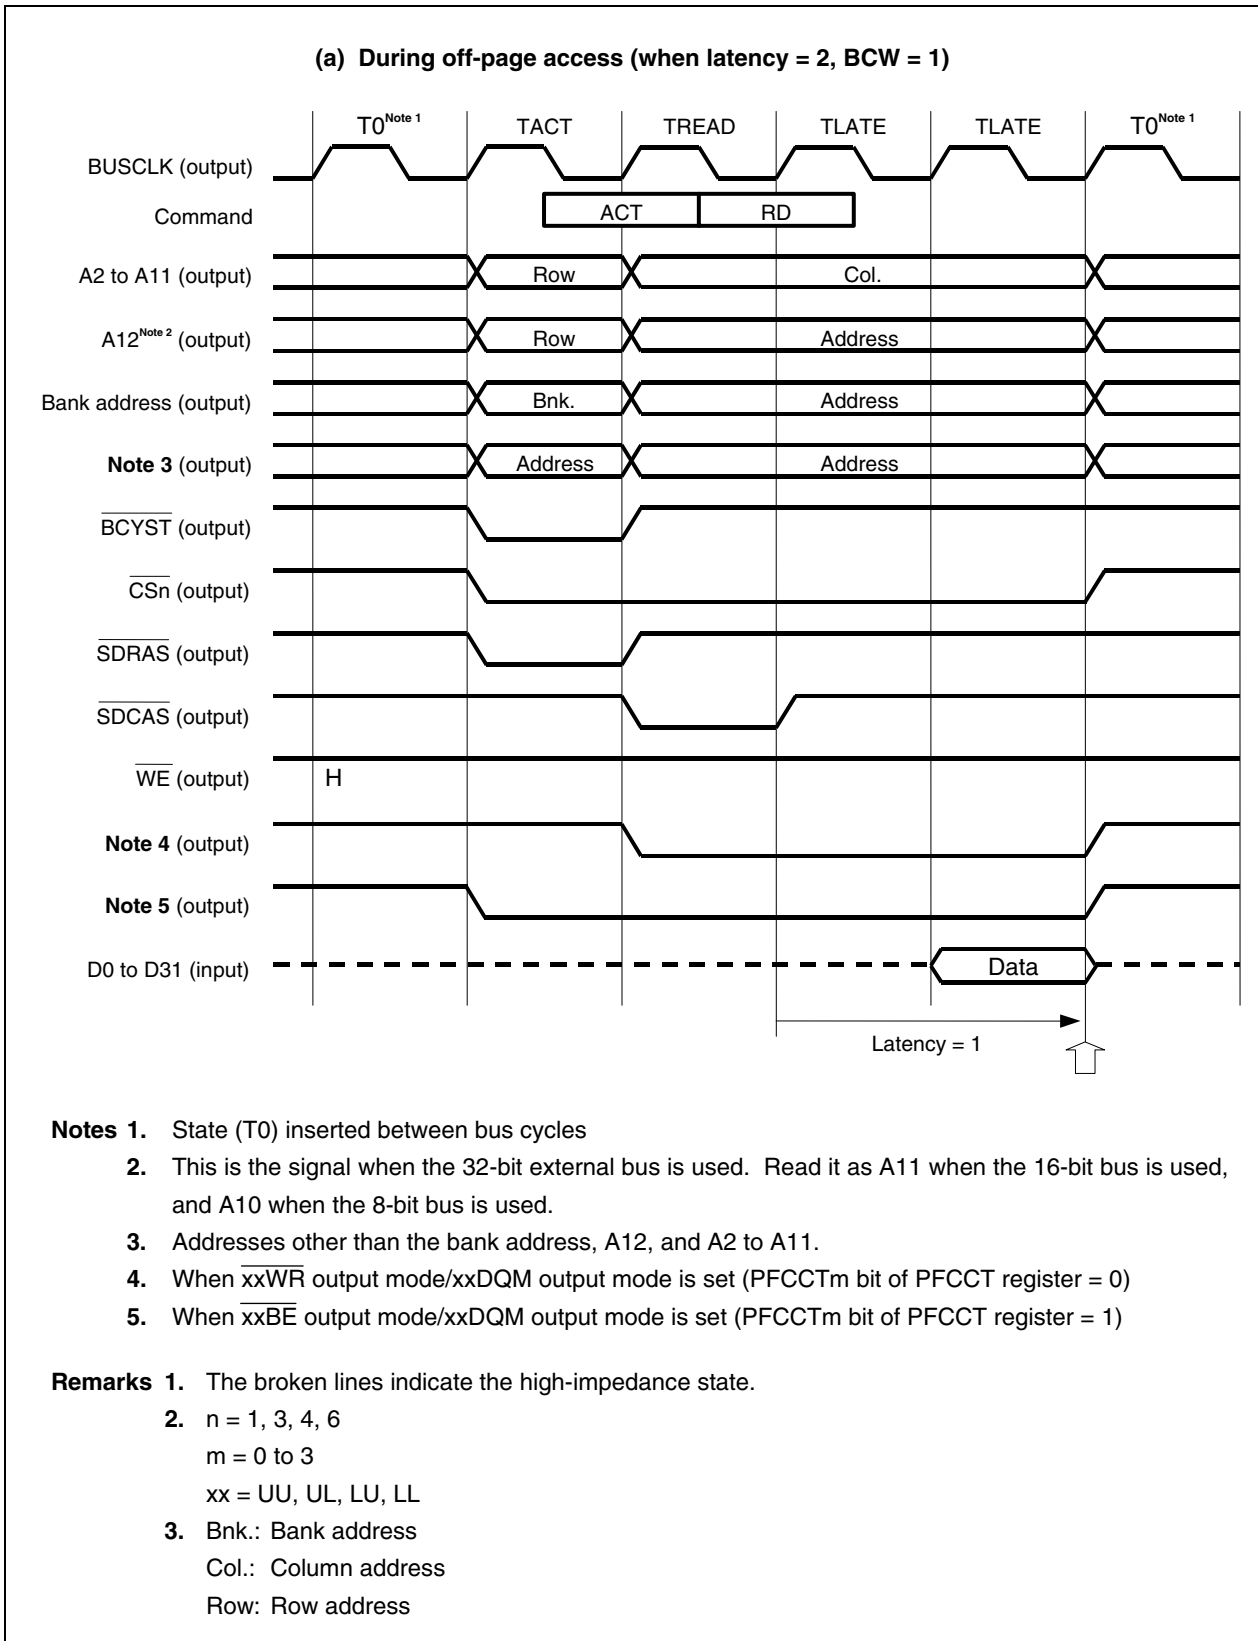 (a) During off-page access (when latency = 2, BCW = 1)
T0Note 1 TACT TREAD TLATE TLATE T0Note 1
BUSCLK (output)
Command ACT RD
A2 to A11 (output) Row Col.
A12Note 2 (output) Row Address
Bank address (output) Bnk. Address
Note 3 (output) Address Address
BCYST (output)
CSn (output)
SDRAS (output)
SDCAS (output)
WE (output) H
Note 4 (output)
Note 5 (output)
D0 to D31 (input) Data
Latency = 1
Notes 1. State (T0) inserted between bus cycles
2. This is the signal when the 32-bit external bus is used. Read it as A11 when the 16-bit bus is used,
and A10 when the 8-bit bus is used.
3. Addresses other than the bank address, A12, and A2 to A11.
4. When xxWR output mode/xxDQM output mode is set (PFCCTm bit of PFCCT register = 0)
5. When xxBE output mode/xxDQM output mode is set (PFCCTm bit of PFCCT register = 1)
Remarks 1. The broken lines indicate the high-impedance state.
2. n = 1, 3, 4, 6
m = 0 to 3
xx = UU, UL, LU, LL
3. Bnk.: Bank address
Col.: Column address
Row: Row address